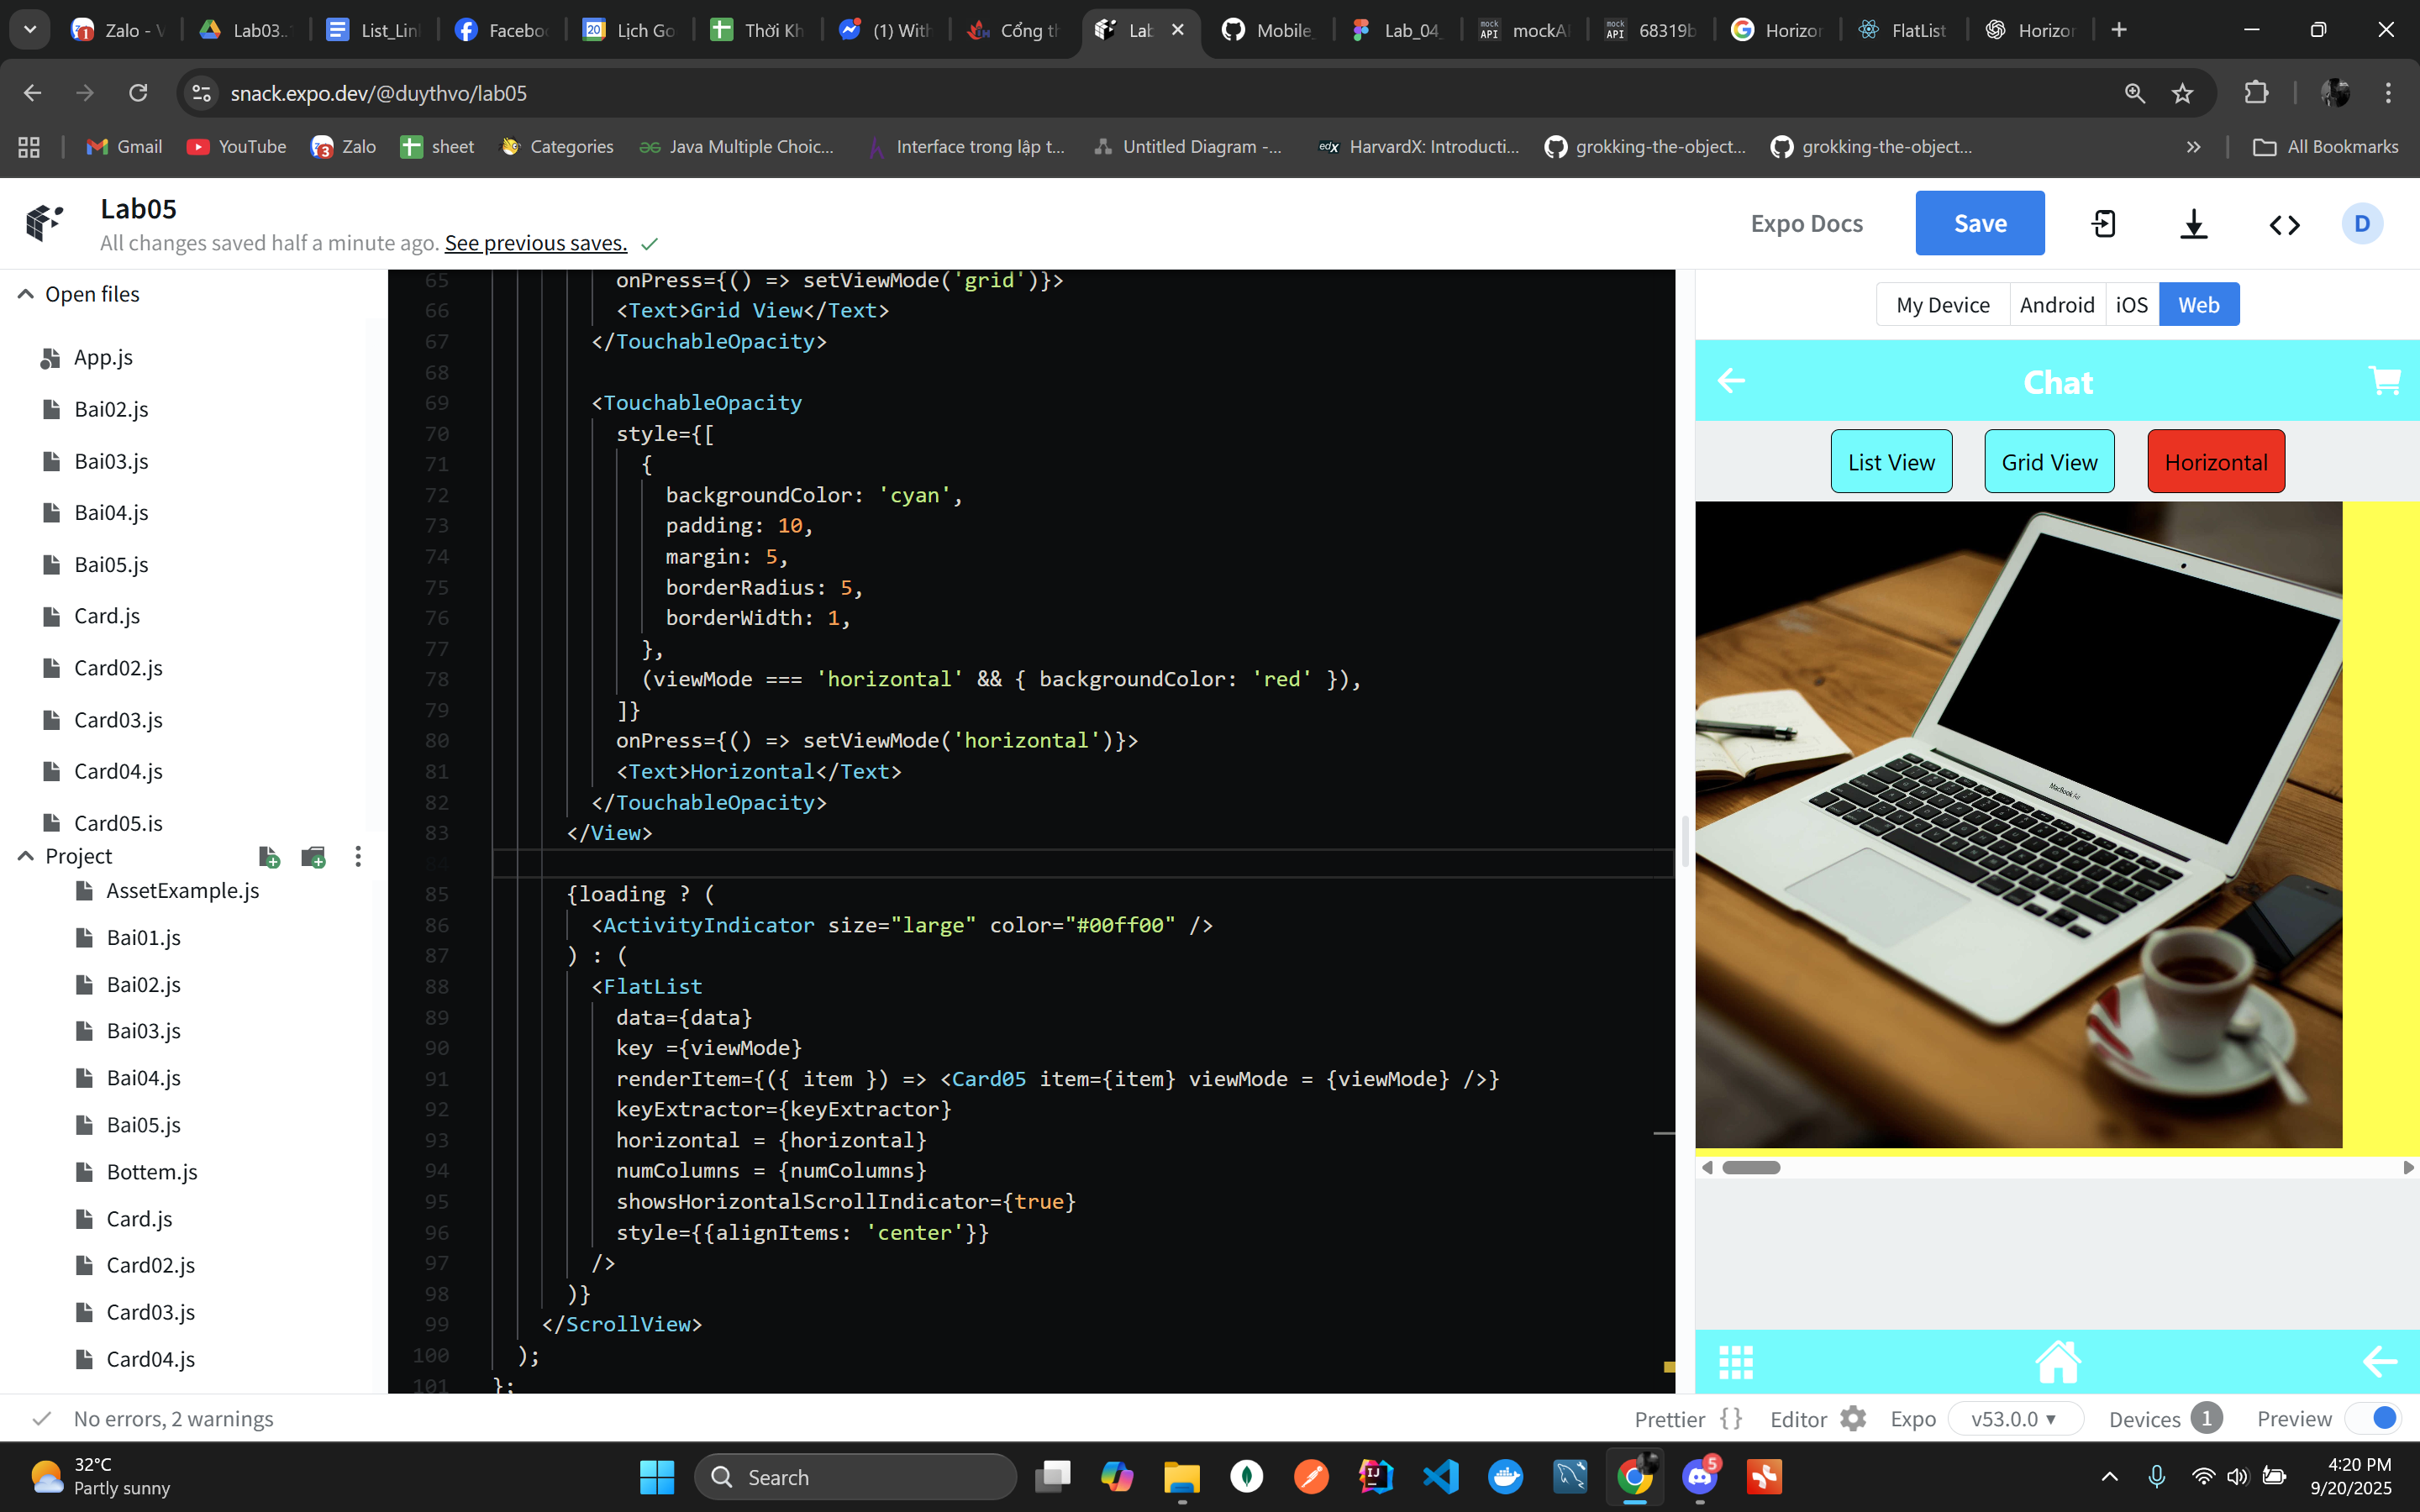 Zalo - V
Lab03..
List_Lin
Facebo
Lịch Go
Thời Kh
(1) With
Cổng th
Lab
Mobile_
Lab_04_
mockA
68319b
Horizor
FlatList
Horizor
snack.expo.dev/@duythvo/lab05
Gmail
YouTube
Zalo
sheet
Categories
Java Multiple Choic...
Interface trong lập t...
Untitled Diagram -...
HarvardX: Introducti...
grokking-the-object...
grokking-the-object...
All Bookmarks
Lab05
All changes saved half a minute ago. See previous saves.
Expo Docs
Save
D
Open files
App.js
Bai02.js
Bai03.js
Bai04.js
Bai05.js
Card.js
Card02.js
Card03.js
Card04.js
Card05.js
Project
AssetExample.js
Bai01.js
Bai02.js
Bai03.js
Bai04.js
Bai05.js
Bottem.js
Card.js
Card02.js
Card03.js
Card04.js
65 onPress={() => setViewMode('grid')}>
66 <Text>Grid View</Text>
67 </TouchableOpacity>
68
69 <TouchableOpacity
70 style={[
71 {
72 backgroundColor: 'cyan',
73 padding: 10,
74 margin: 5,
75 borderRadius: 5,
76 borderWidth: 1,
77 },
78 (viewMode === 'horizontal' && { backgroundColor: 'red' }),
79 ]}
80 onPress={() => setViewMode('horizontal')}>
81 <Text>Horizontal</Text>
82 </TouchableOpacity>
83 </View>
84
85 {loading ? (
86 <ActivityIndicator size="large" color="#00ff00" />
87 ) : (
88 <FlatList
89 data={data}
90 key ={viewMode}
91 renderItem={({ item }) => <Card05 item={item} viewMode = {viewMode} />}
92 keyExtractor={keyExtractor}
93 horizontal = {horizontal}
94 numColumns = {numColumns}
95 showsHorizontalScrollIndicator={true}
96 style={{alignItems: 'center'}}
97 />
98 )}
99 </ScrollView>
100 );
101 };
My Device
Android
iOS
Web
Chat
List View
Grid View
Horizontal
MacBook Air
No errors, 2 warnings
Prettier { }
Editor
Expo
v53.0.0
Devices 1
Preview
32°C
Partly sunny
Search
5
4:20 PM
9/20/2025